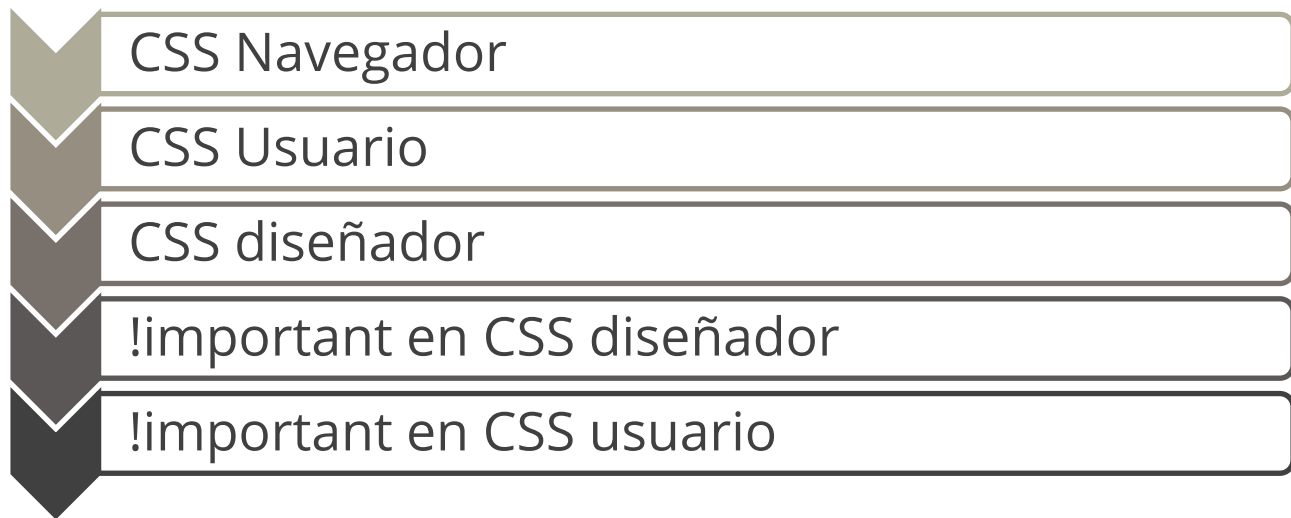 CSS Navegador
CSS Usuario
CSS diseñador
!important en CSS diseñador
!important en CSS usuario